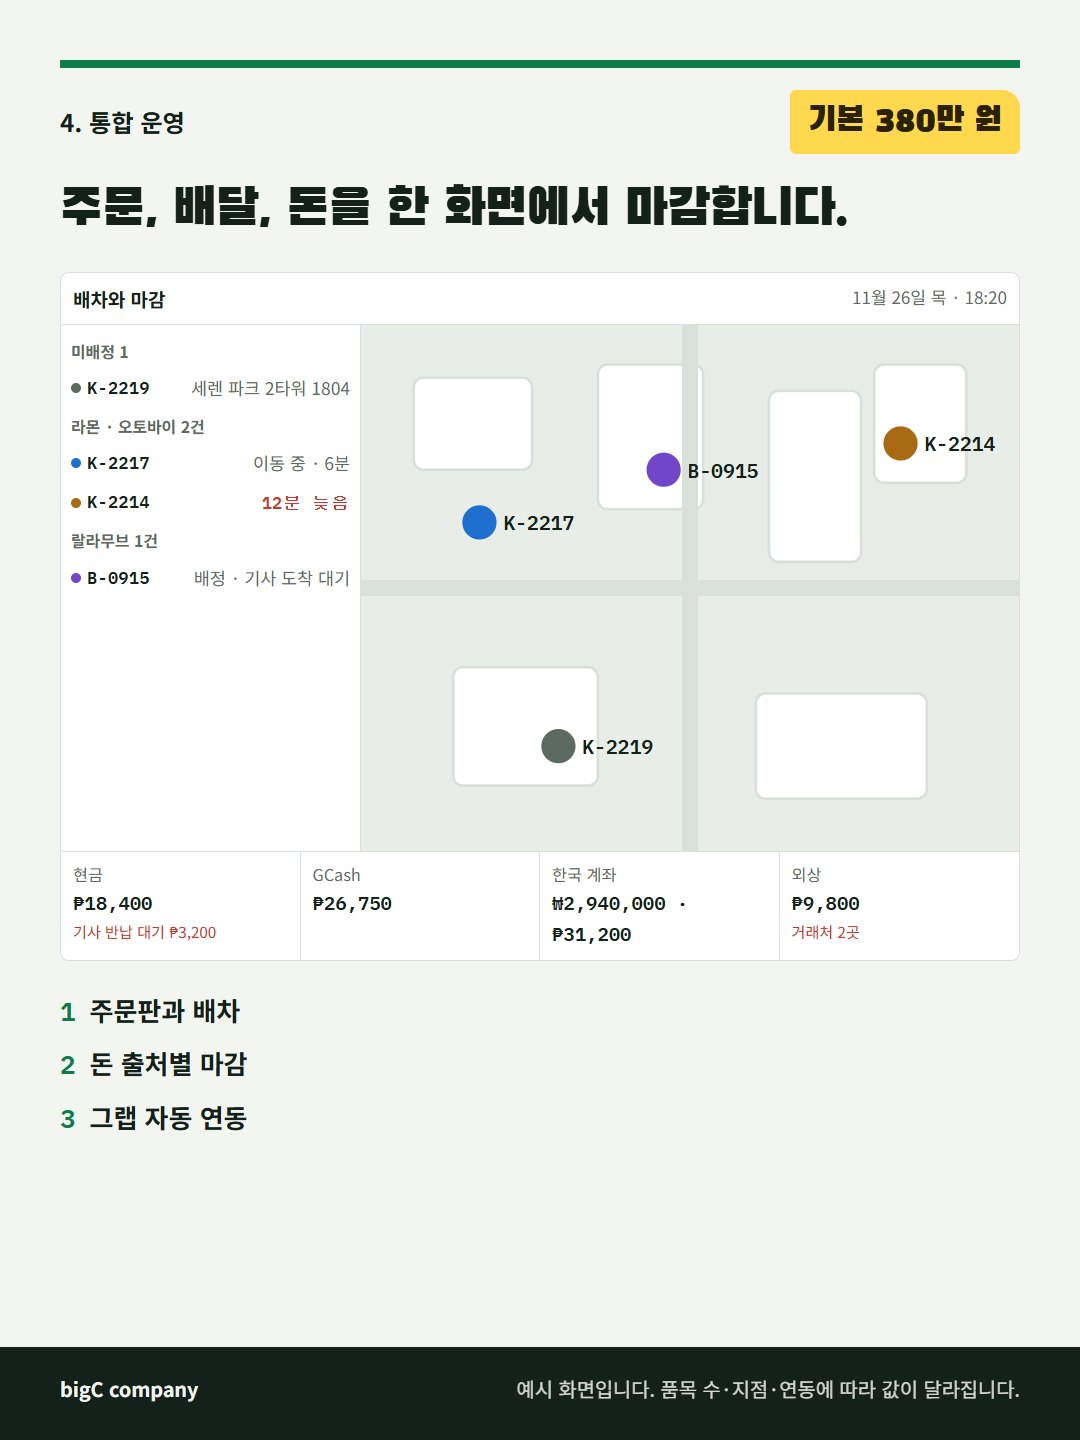 4. 통합 운영
기본 380만 원
주문, 배달, 돈을 한 화면에서 마감합니다.
배차와 마감
11월 26일 목 · 18:20
미배정 1
K-2219 세렌 파크 2타워 1804
라몬 · 오토바이 2건
K-2217 이동 중 · 6분
K-2214 12분 늦음
랄라무브 1건
B-0915 배정 · 기사 도착 대기
K-2214
B-0915
K-2217
K-2219
현금
₱18,400
기사 반납 대기 ₱3,200
GCash
₱26,750
한국 계좌
₩2,940,000 ·
₱31,200
외상
₱9,800
거래처 2곳
1 주문판과 배차
2 돈 출처별 마감
3 그랩 자동 연동
bigC company
예시 화면입니다. 품목 수·지점·연동에 따라 값이 달라집니다.